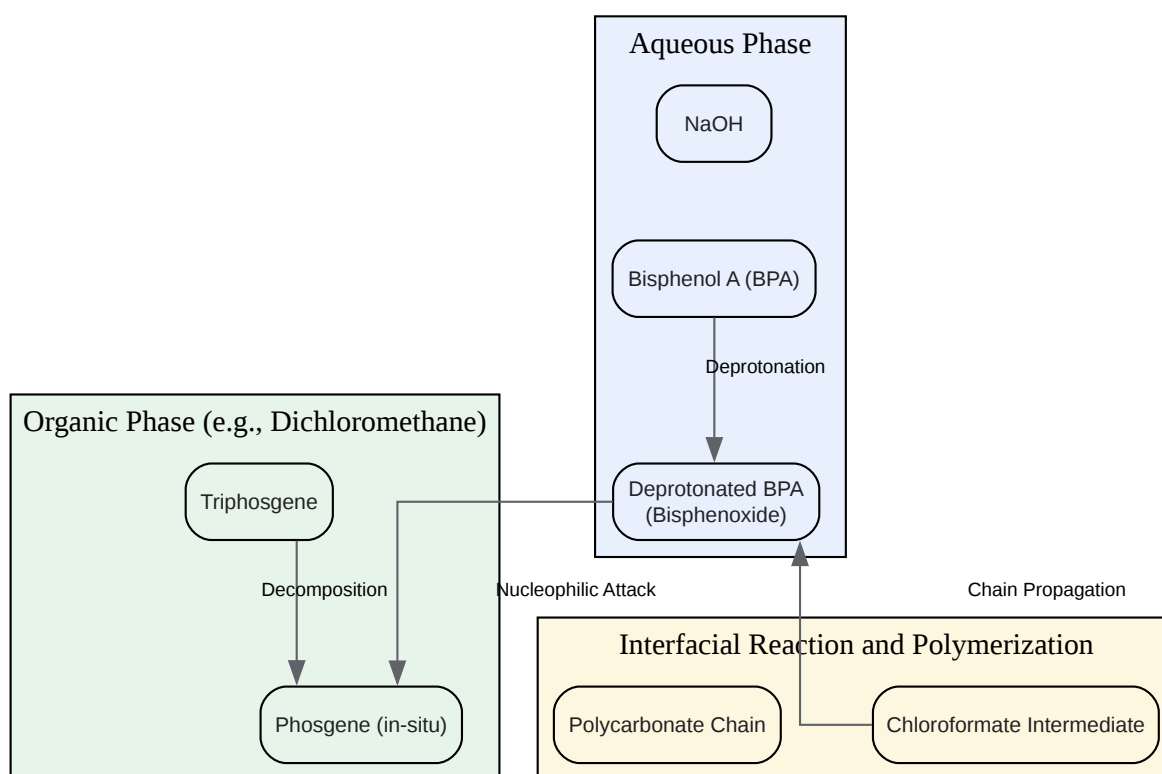 Aqueous Phase
NaOH
Bisphenol A (BPA)
Deprotonation
Organic Phase (e.g., Dichloromethane)
Triphosgene
Deprotonated BPA
(Bisphenoxide)
Decomposition
Nucleophilic Attack
Chain Propagation
Interfacial Reaction and Polymerization
Phosgene (in-situ)
Polycarbonate Chain
Chloroformate Intermediate